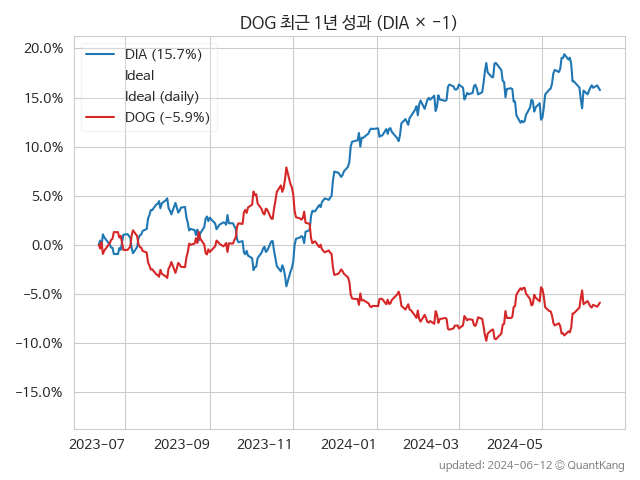 DOG 최근 1년 성과 (DIA × −1)
20.0%
15.0%
10.0%
5.0%
0.0%
−5.0%
−10.0%
−15.0%
DIA (15.7%)
Ideal
Ideal (daily)
DOG (−5.9%)
2023−07
2023−09
2023−11
2024−01
2024−03
2024−05
updated: 2024-06-12 © QuantKang